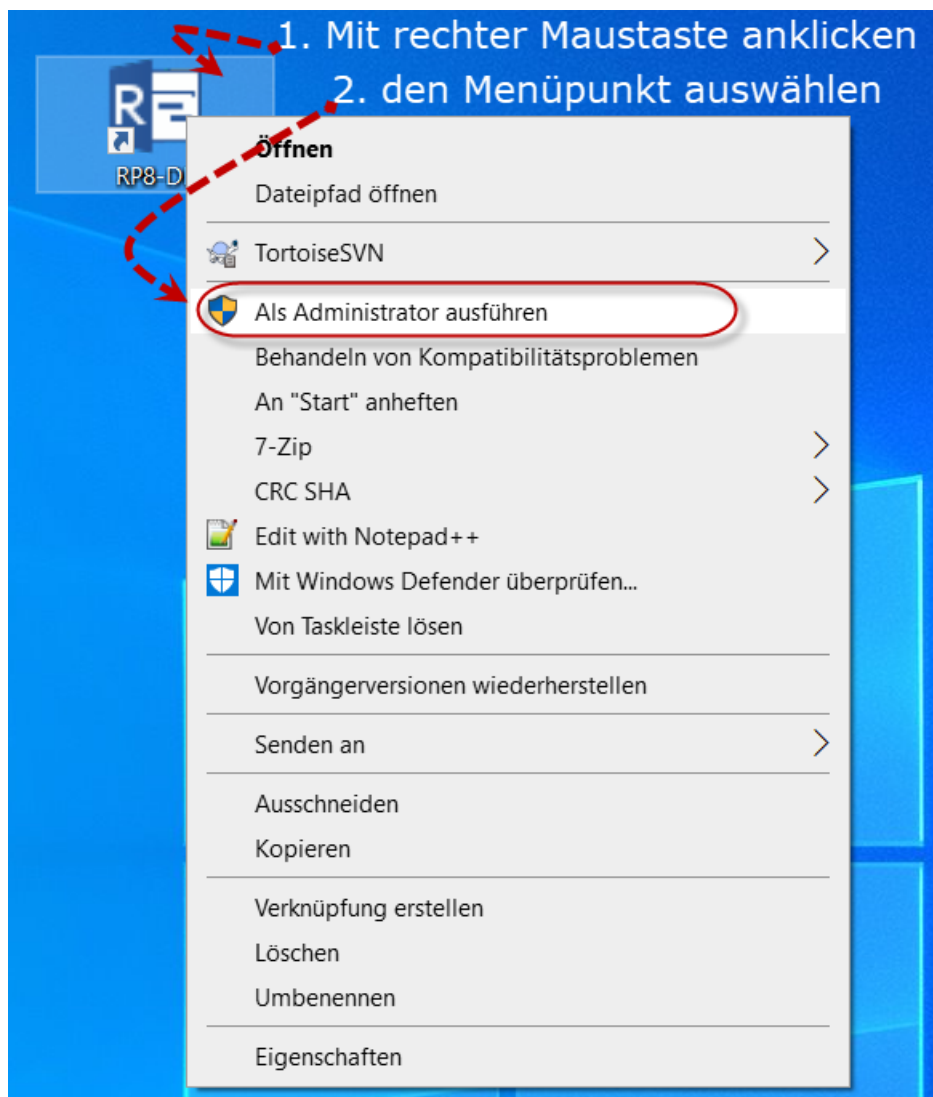 1. Mit rechter Maustaste anklicken
2. den Menüpunkt auswählen
R
RP8-D
Öffnen
Dateipfad öffnen
TortoiseSVN
Als Administrator ausführen
Behandeln von Kompatibilitätsproblemen
An "Start" anheften
7-Zip
CRC SHA
Edit with Notepad++
Mit Windows Defender überprüfen...
Von Taskleiste lösen
Vorgängerversionen wiederherstellen
Senden an
Ausschneiden
Kopieren
Verknüpfung erstellen
Löschen
Umbenennen
Eigenschaften